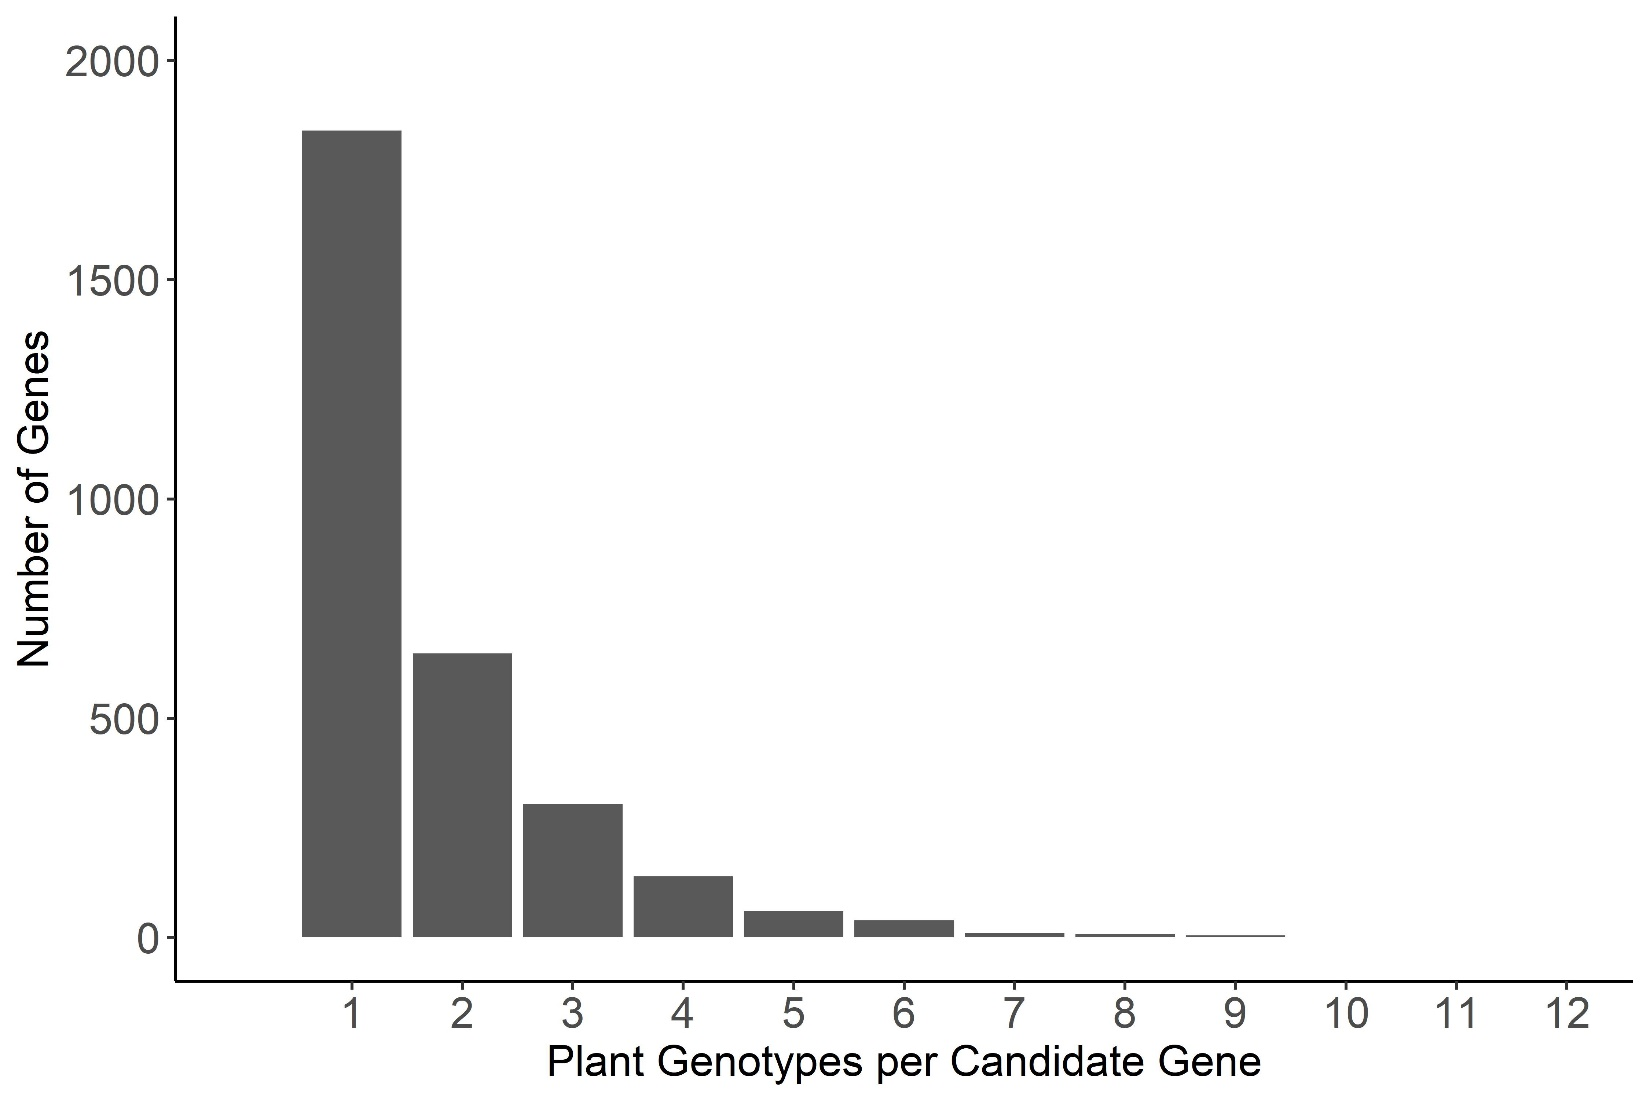 2000
1500
1000
500
0
Number of Genes
1 2 3 4 5 6 7 8 9 10 11 12
Plant Genotypes per Candidate Gene